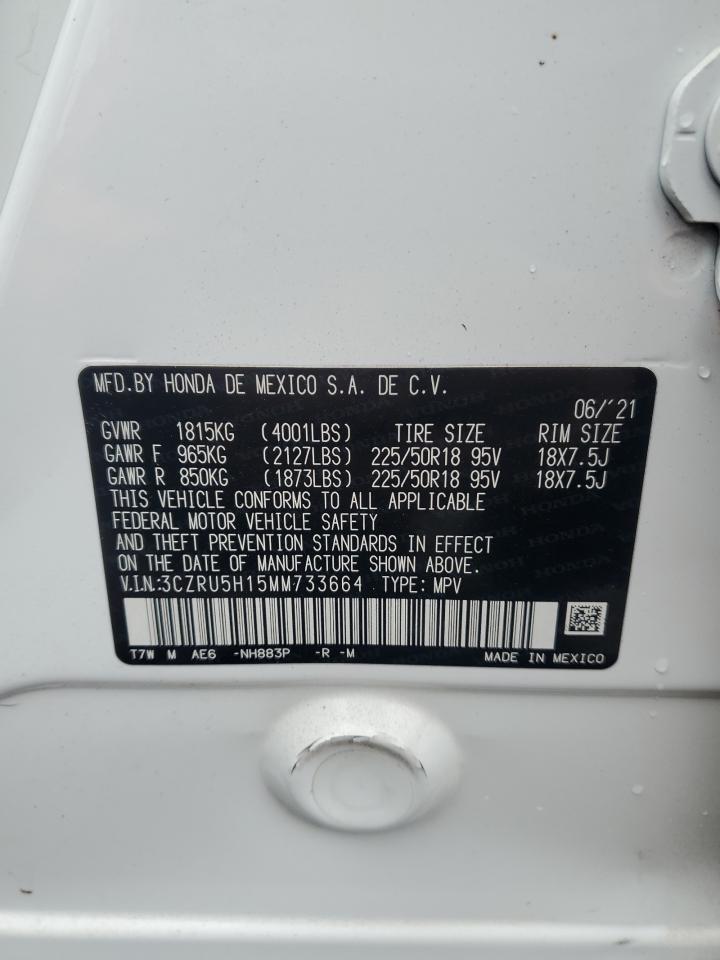 MFD.BY HONDA DE MEXICO S.A. DE C.V.
06/'21
GVWR 1815KG (4001LBS) TIRE SIZE RIM SIZE
GAWR F 965KG (2127LBS) 225/50R18 95V 18X7.5J
GAWR R 850KG (1873LBS) 225/50R18 95V 18X7.5J
THIS VEHICLE CONFORMS TO ALL APPLICABLE
FEDERAL MOTOR VEHICLE SAFETY
AND THEFT PREVENTION STANDARDS IN EFFECT
ON THE DATE OF MANUFACTURE SHOWN ABOVE.
V.I.N.:3CZRU5H15MM733664 TYPE: MPV
T7W M AE6 -NH883P -R -M MADE IN MEXICO